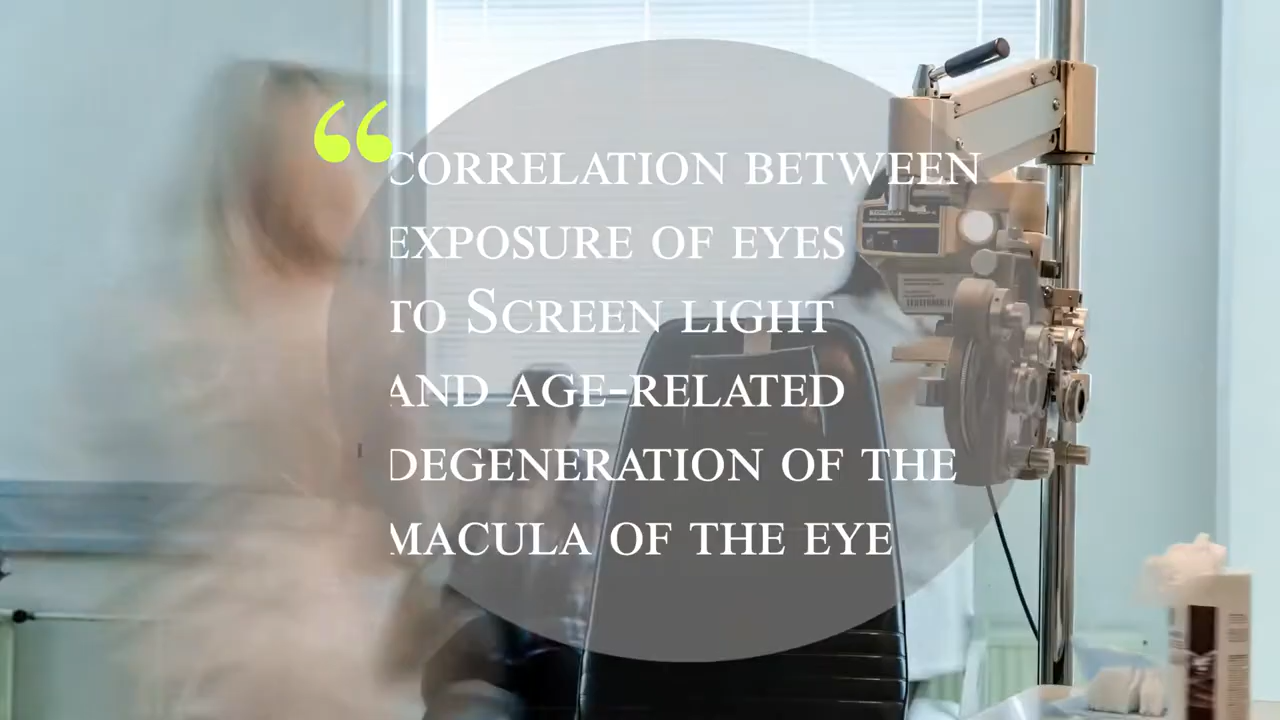 “CORRELATION BETWEEN
EXPOSURE OF EYES
TO SCREEN LIGHT
AND AGE-RELATED
DEGENERATION OF THE
MACULA OF THE EYE